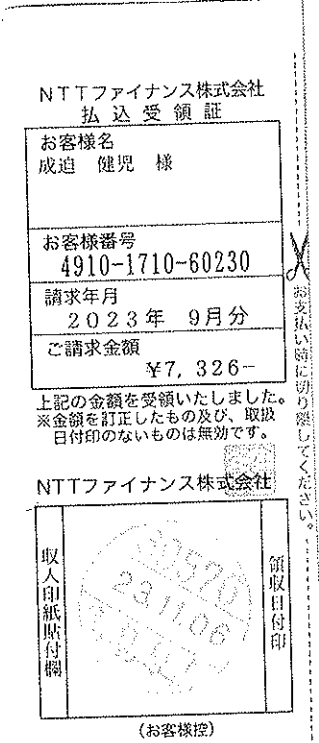 NTTファイナンス株式会社
払込受領証
お客様名
成迫 健児 様
お客様番号
4910-1710-60230
請求年月
2023年 9月分
ご請求金額
¥7,326-
上記の金額を受領いたしました。
※金額を訂正したもの及び、取扱
日付印のないものは無効です。
NTTファイナンス株式会社
収入印紙貼付欄
領収日付印
23.11.06
(お客様控)
お支払い時に切り離してください。